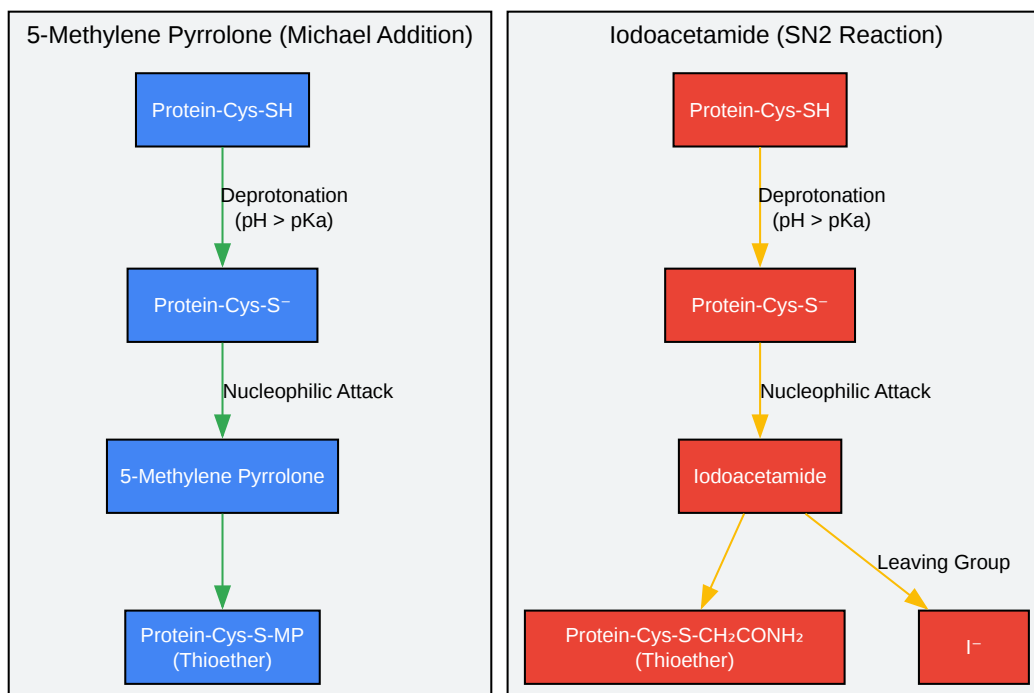 5-Methylene Pyrrolone (Michael Addition)
Protein-Cys-SH
Deprotonation
(pH > pKa)
Protein-Cys-S⁻
Nucleophilic Attack
5-Methylene Pyrrolone
Protein-Cys-S-MP
(Thioether)
Iodoacetamide (SN2 Reaction)
Protein-Cys-SH
Deprotonation
(pH > pKa)
Protein-Cys-S⁻
Nucleophilic Attack
Iodoacetamide
Leaving Group
Protein-Cys-S-CH₂CONH₂
(Thioether)
I⁻